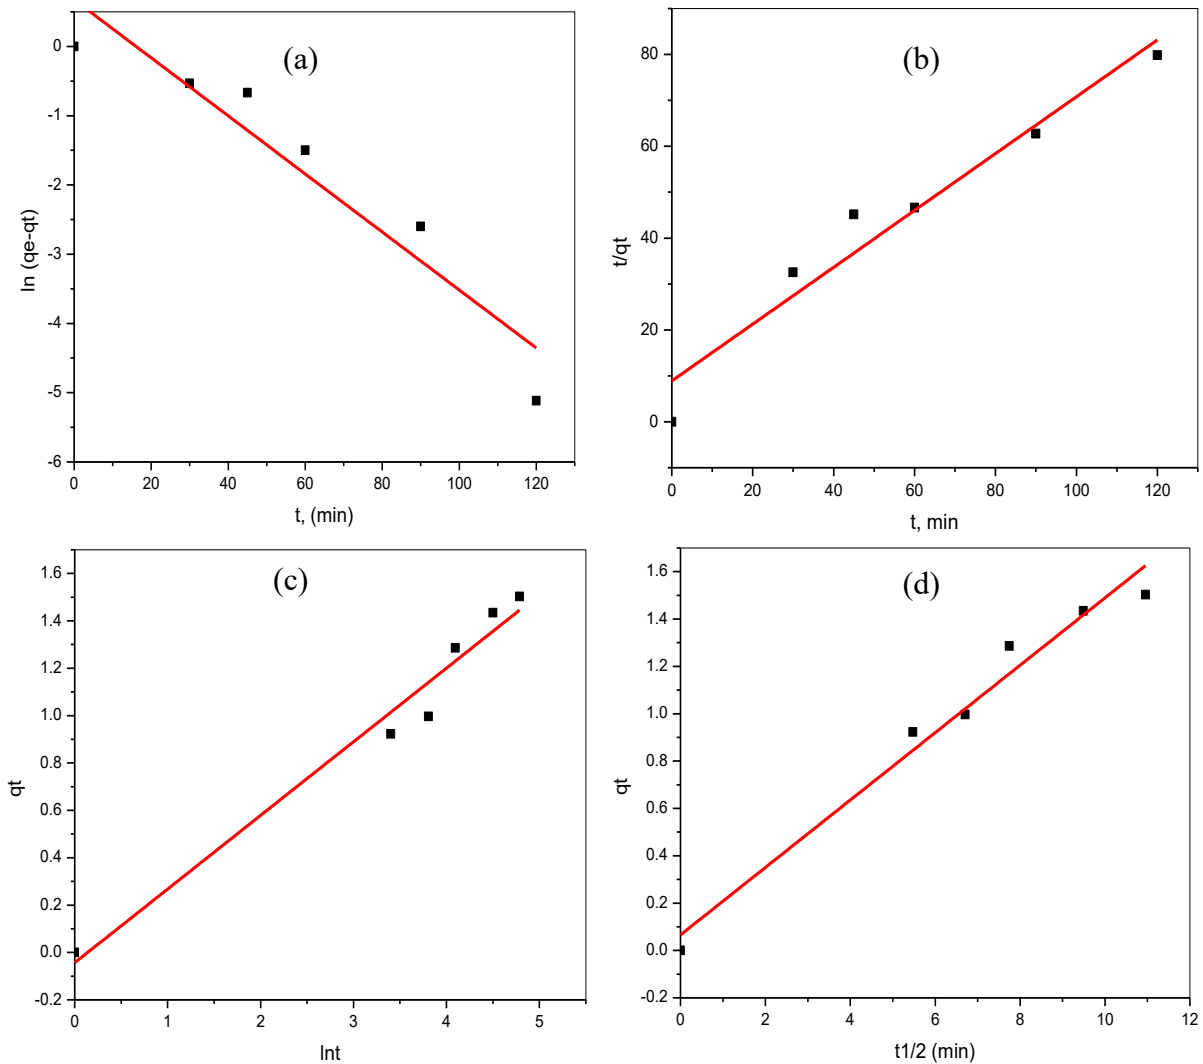 (a)
0
-1
-2
-3
-4
-5
-6
ln (qe-qt)
0 20 40 60 80 100 120
t, (min)
(b)
80
60
40
20
0
t/qt
0 20 40 60 80 100 120
t, min
(c)
1.6
1.4
1.2
1.0
0.8
0.6
0.4
0.2
0.0
-0.2
qt
0 1 2 3 4 5
lnt
(d)
1.6
1.4
1.2
1.0
0.8
0.6
0.4
0.2
0.0
-0.2
qt
0 2 4 6 8 10 12
t1/2 (min)